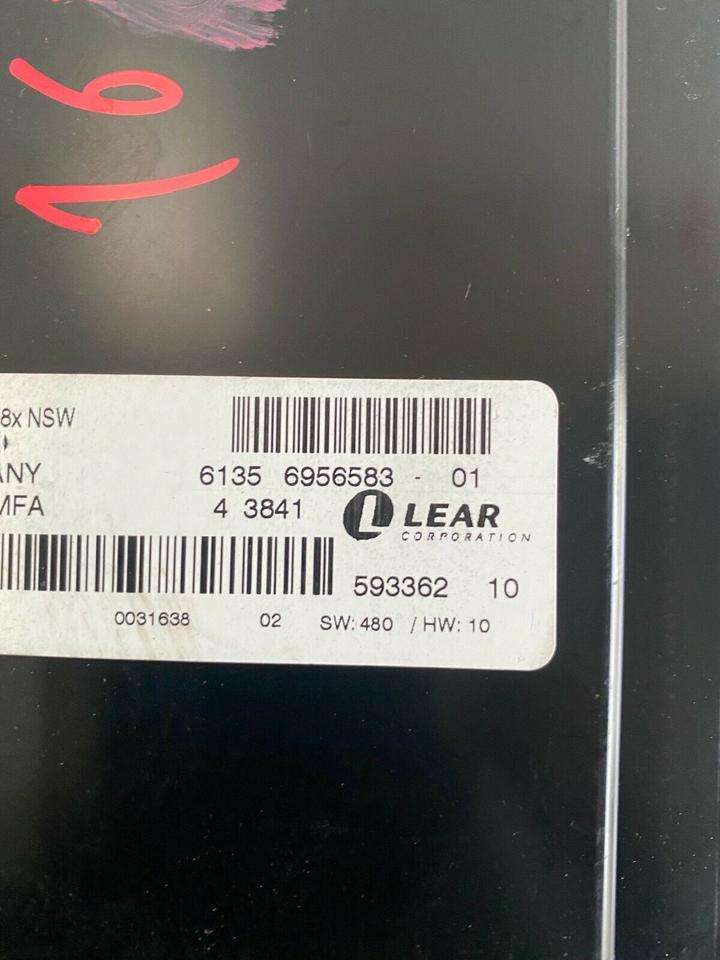 16
8x NSW
ANY 6135 6956583 - 01
MFA 4 3841 LEAR
CORPORATION
593362 10
0031638 02 SW: 480 / HW: 10